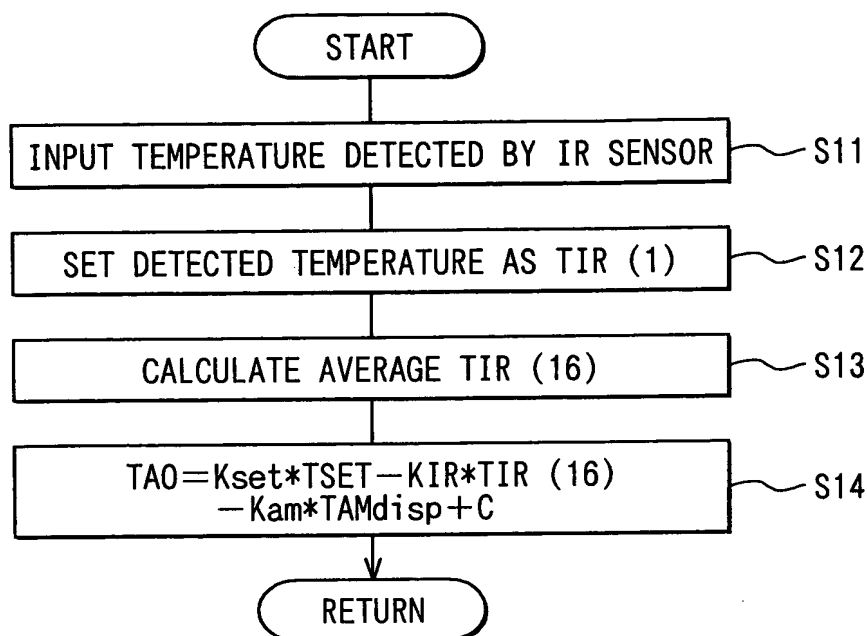 START
INPUT TEMPERATURE DETECTED BY IR SENSOR
S11
SET DETECTED TEMPERATURE AS TIR (1)
S12
CALCULATE AVERAGE TIR (16)
S13
TAO=Kset*TSET−KIR*TIR (16)
−Kam*TAMdisp+C
S14
RETURN